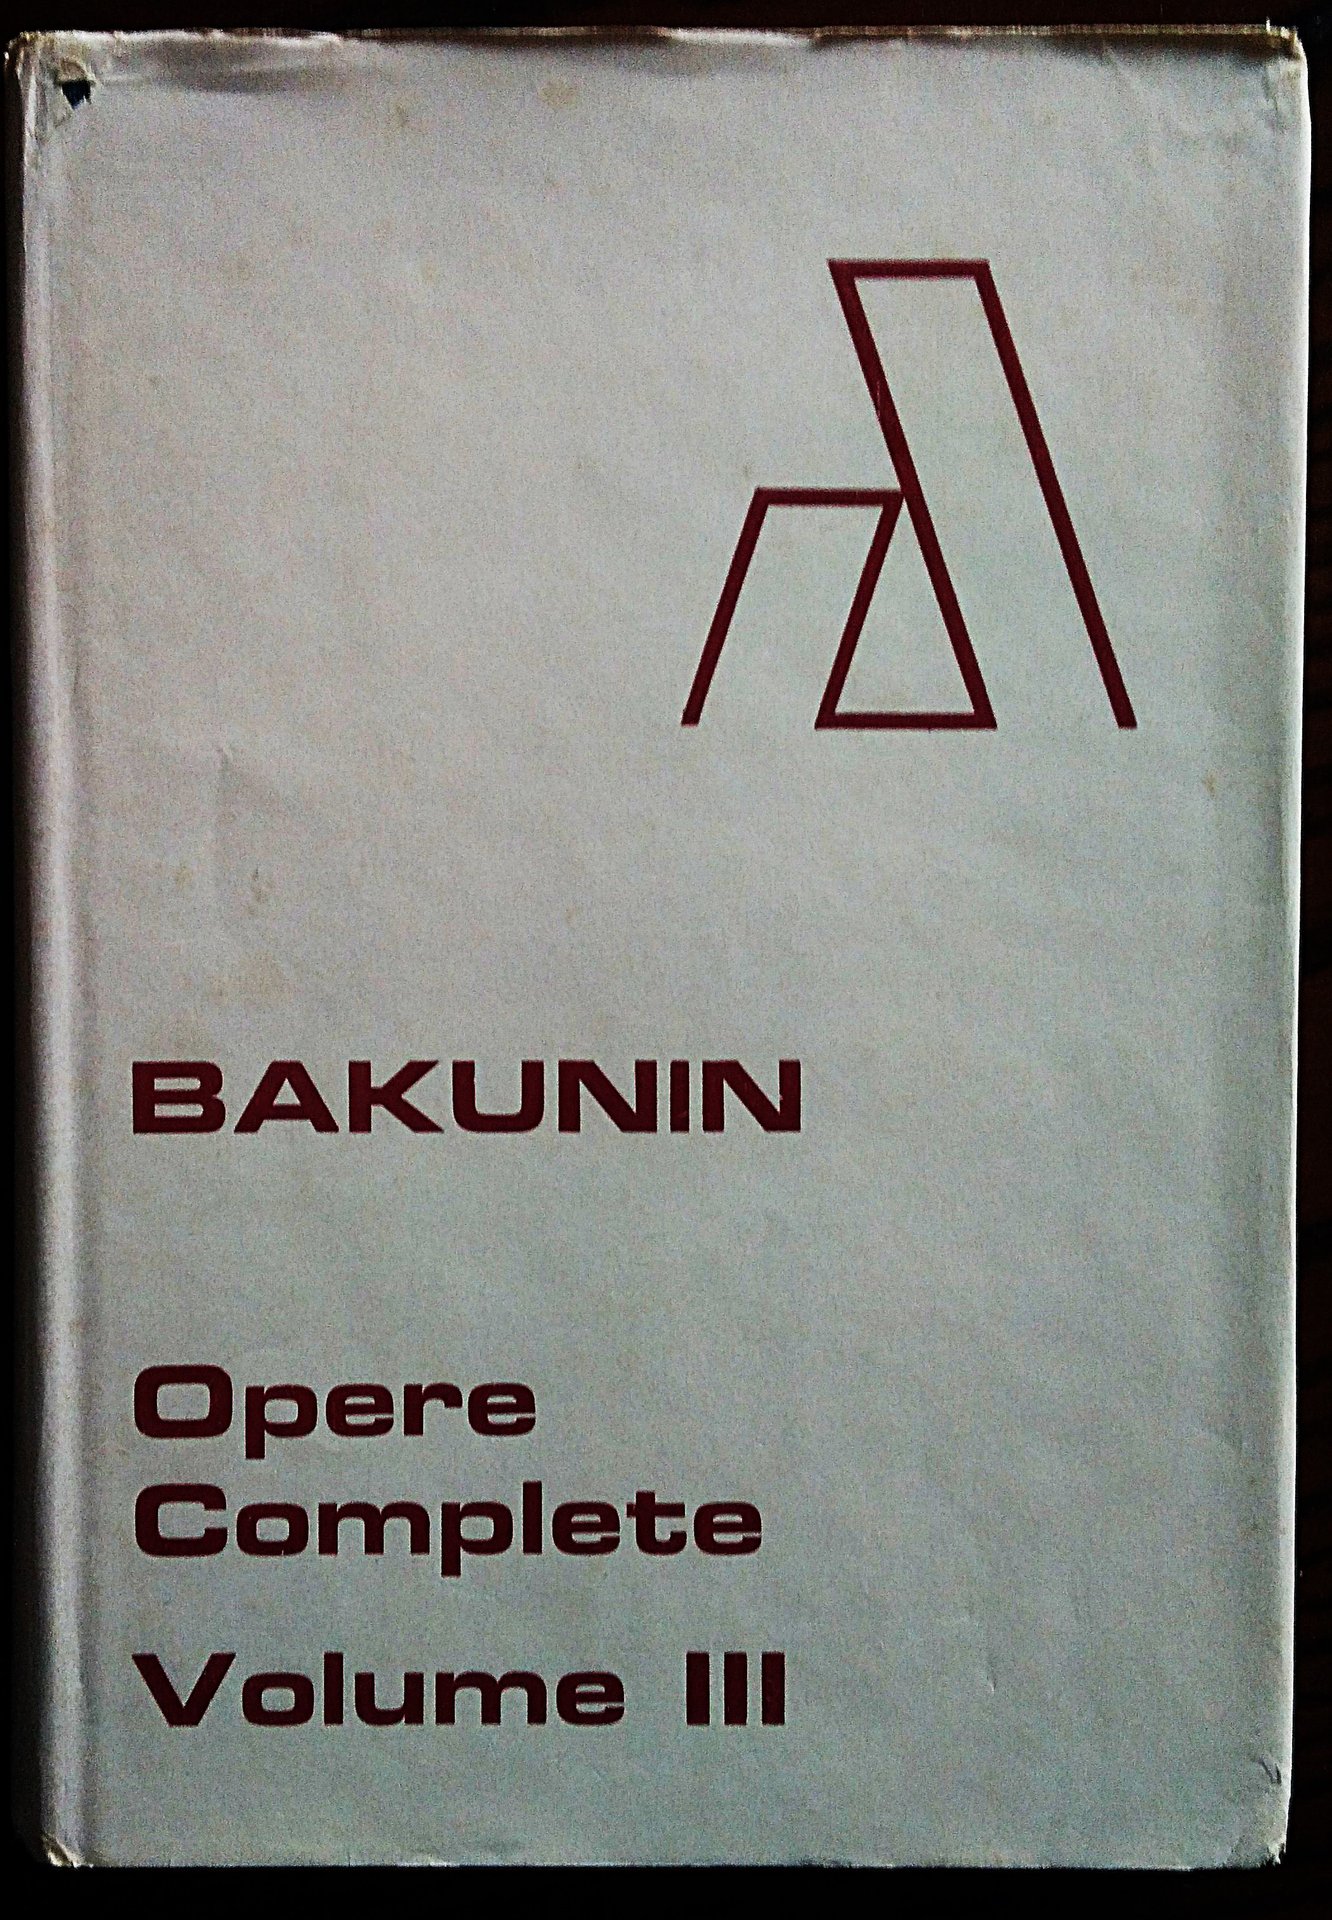 BAKUNIN
Opere
Complete
Volume III